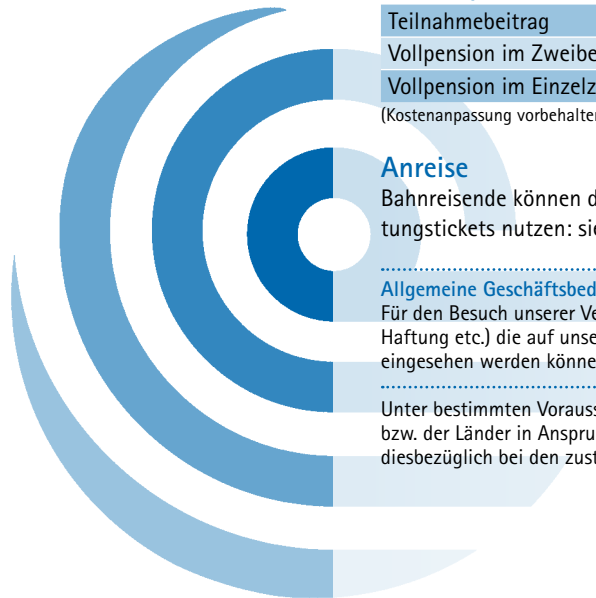 Teilnahmebeitrag
Vollpension im Zweibe
Vollpension im Einzelz
(Kostenanpassung vorbehalten
Anreise
Bahnreisende können d
tungstickets nutzen: sie
Allgemeine Geschäftsbed
Für den Besuch unserer Ve
Haftung etc.) die auf unse
eingesehen werden könne
Unter bestimmten Vorauss
bzw. der Länder in Anspru
diesbezüglich bei den zust